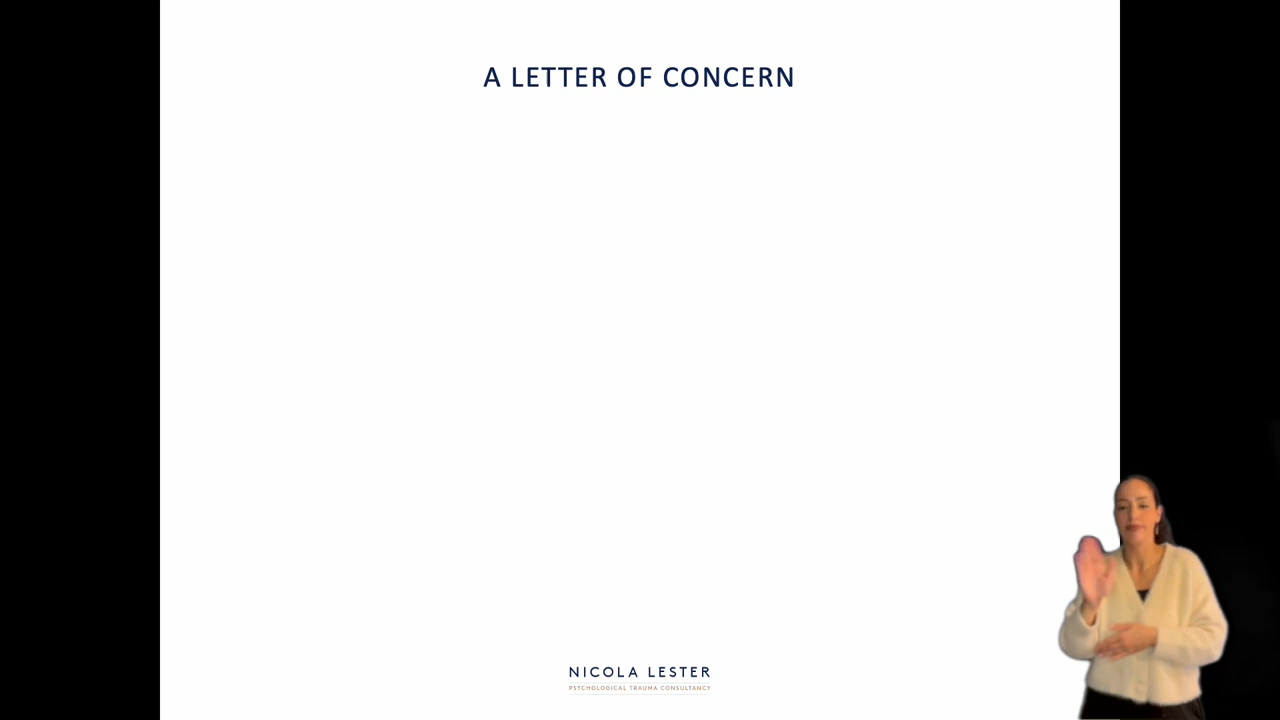 A LETTER OF CONCERN
NICOLA LESTER
PSYCHOLOGICAL TRAUMA CONSULTANCY